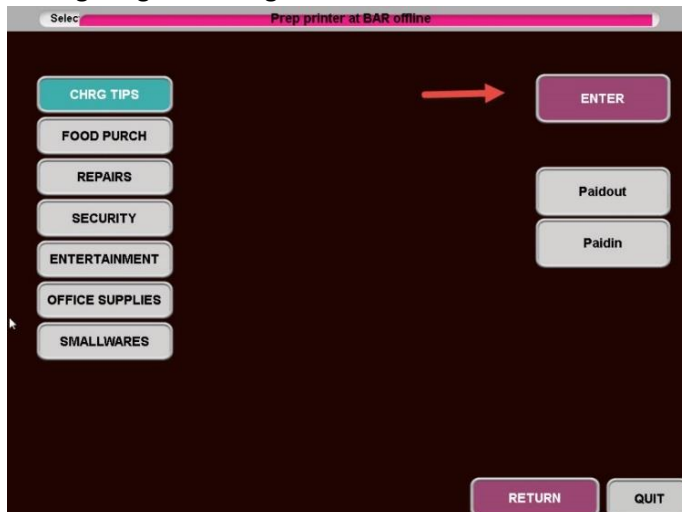 Selec
Prep printer at BAR offline
CHRG TIPS
ENTER
FOOD PURCH
REPAIRS
Paidout
SECURITY
Paidin
ENTERTAINMENT
OFFICE SUPPLIES
SMALLWARES
RETURN
QUIT